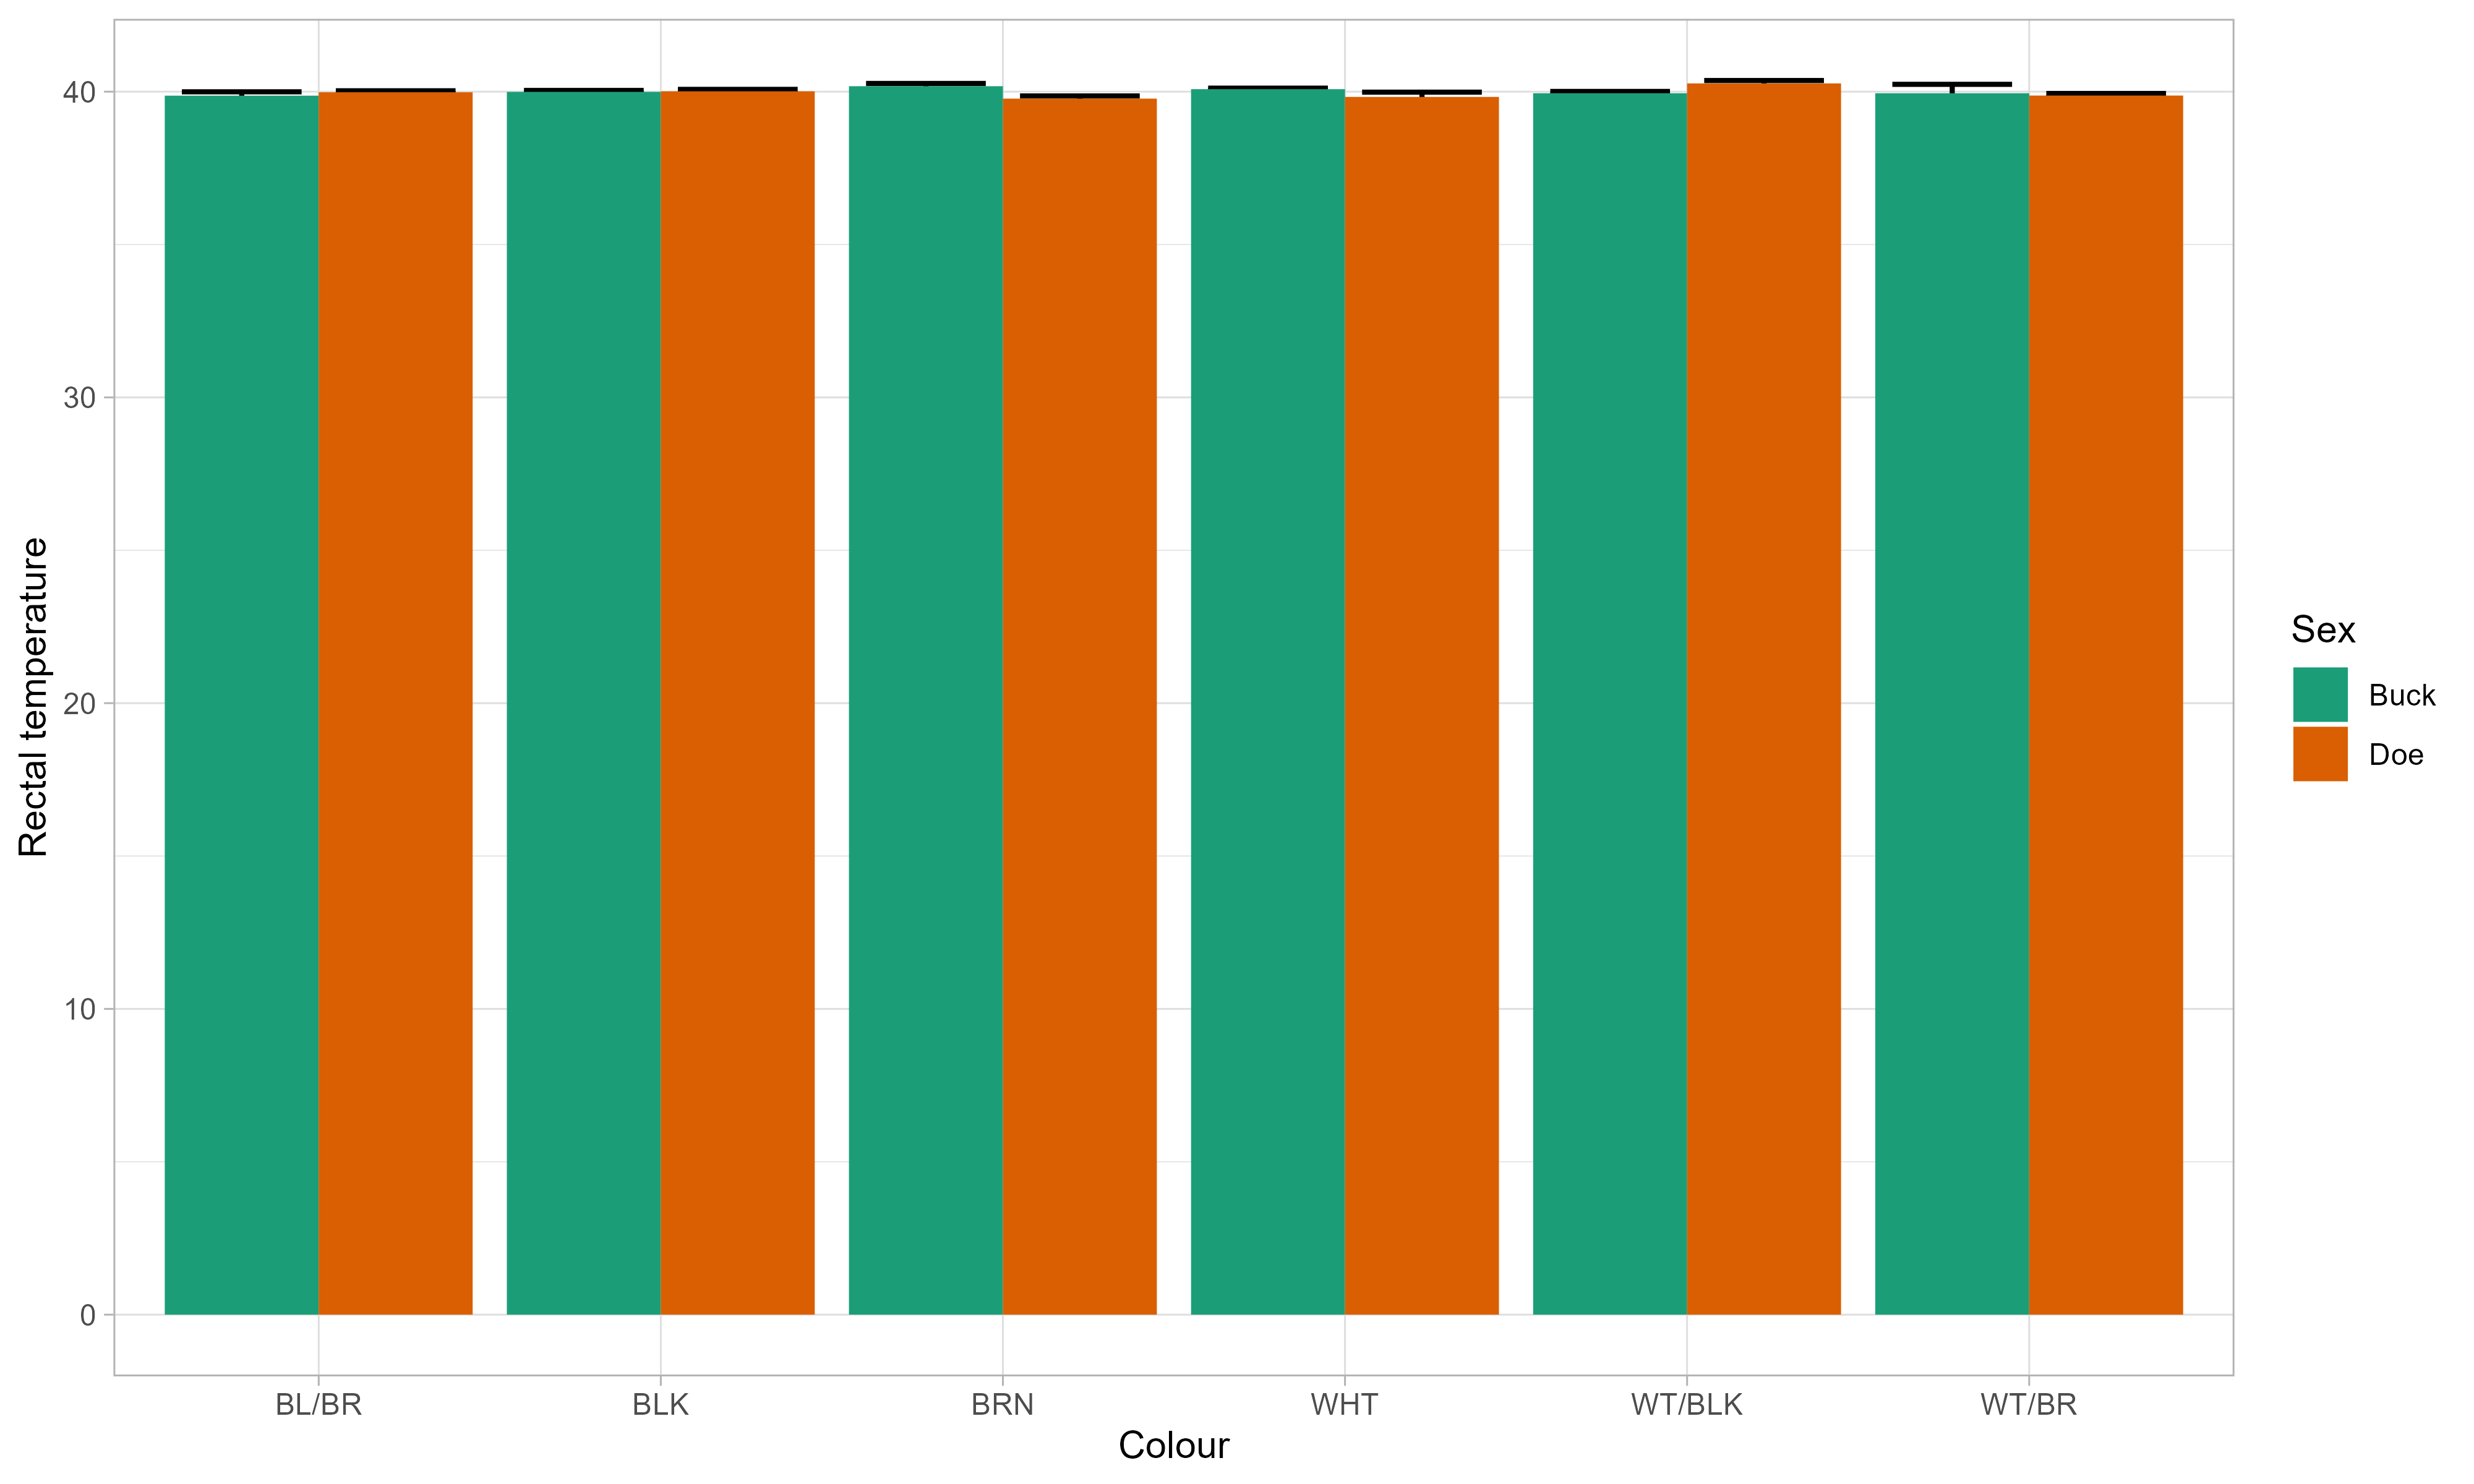 Rectal temperature
40
30
20
10
0
BL/BR BLK BRN WHT WT/BLK WT/BR
Colour
Sex
Buck
Doe